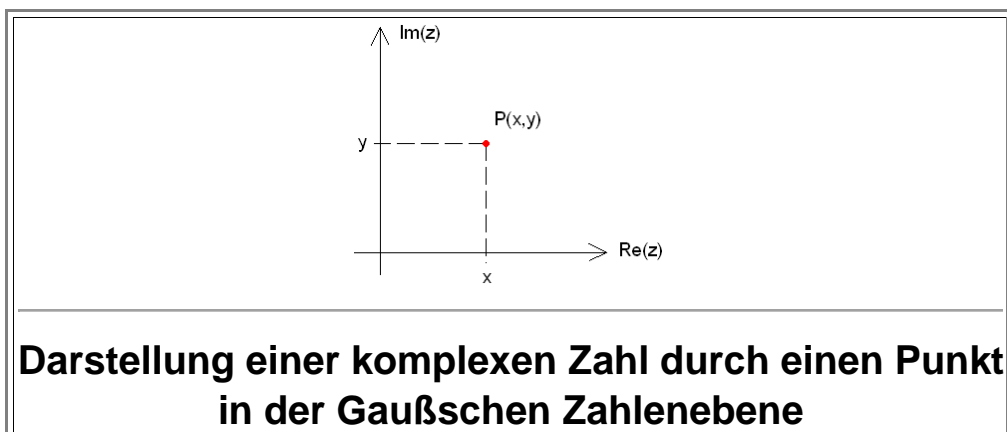 Im(z)
P(x,y)
y
Re(z)
x
Darstellung einer komplexen Zahl durch einen Punkt
in der Gaußschen Zahlenebene